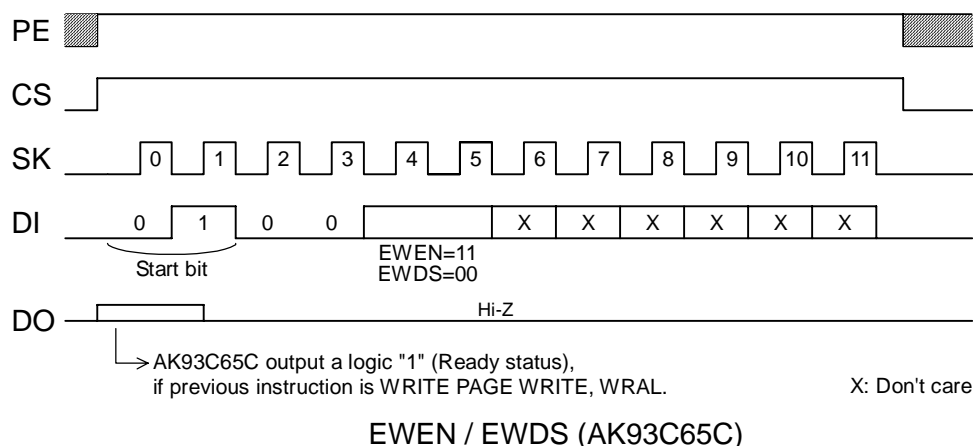 PE
CS
SK 0 1 2 3 4 5 6 7 8 9 10 11
DI 0 1 0 0 X X X X X X
Start bit
EWEN=11
EWDS=00
DO Hi-Z
AK93C65C output a logic "1" (Ready status),
if previous instruction is WRITE PAGE WRITE, WRAL.
X: Don't care
EWEN / EWDS (AK93C65C)